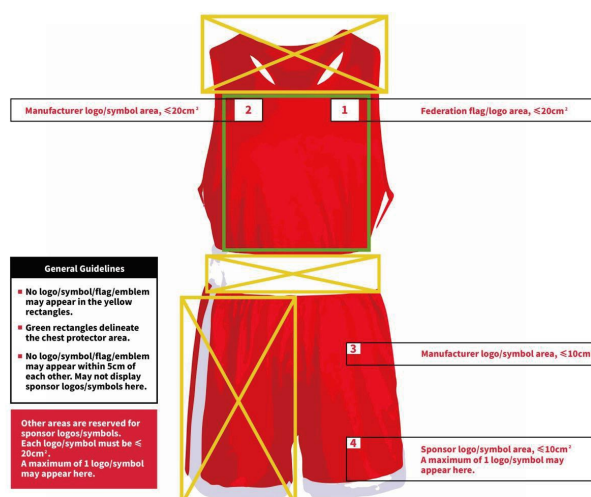 Manufacturer logo/symbol area, ⩽20cm²
2
1
Federation flag/logo area, ⩽20cm²
General Guidelines
No logo/symbol/flag/emblem
may appear in the yellow
rectangles.
Green rectangles delineate
the chest protector area.
No logo/symbol/flag/emblem
may appear within 5cm of
each other. May not display
sponsor logos/symbols here.
3
Manufacturer logo/symbol area, ⩽10cm
Other areas are reserved for
sponsor logos/symbols.
Each logo/symbol must be ⩽
20cm².
A maximum of 1 logo/symbol
may appear here.
4
Sponsor logo/symbol area, ⩽10cm²
A maximum of 1 logo/symbol may
appear here.